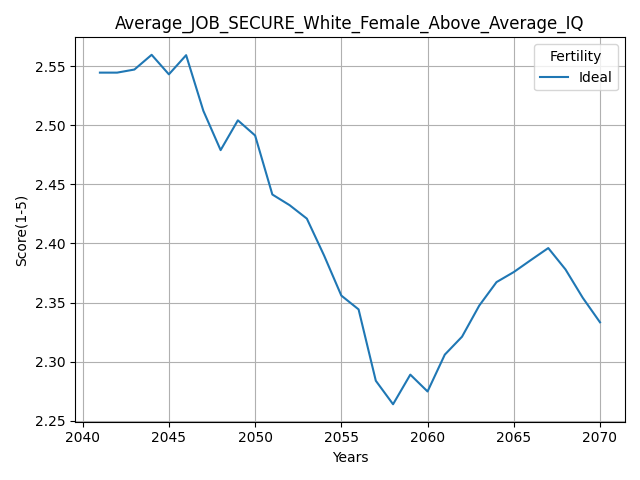 Average_JOB_SECURE_White_Female_Above_Average_IQ
Fertility
Ideal
Score(1-5)
2.55
2.50
2.45
2.40
2.35
2.30
2.25
2040
2045
2050
2055
2060
2065
2070
Years